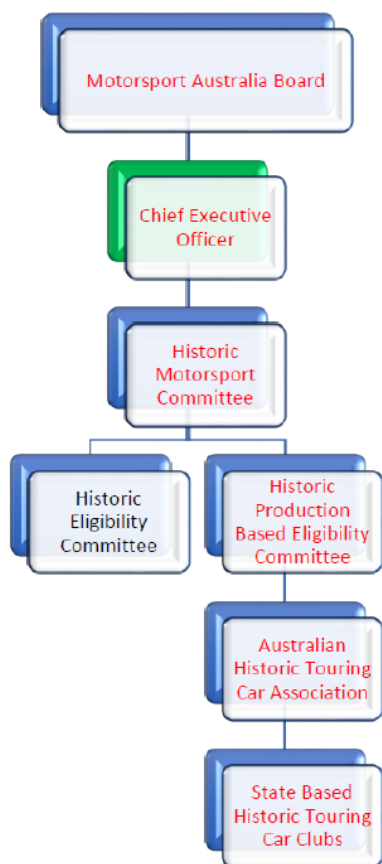 Motorsport Australia Board
Chief Executive
Officer
Historic
Motorsport
Committee
Historic
Eligibility
Committee
Historic
Production
Based Eligibility
Committee
Australian
Historic Touring
Car Association
State Based
Historic Touring
Car Clubs